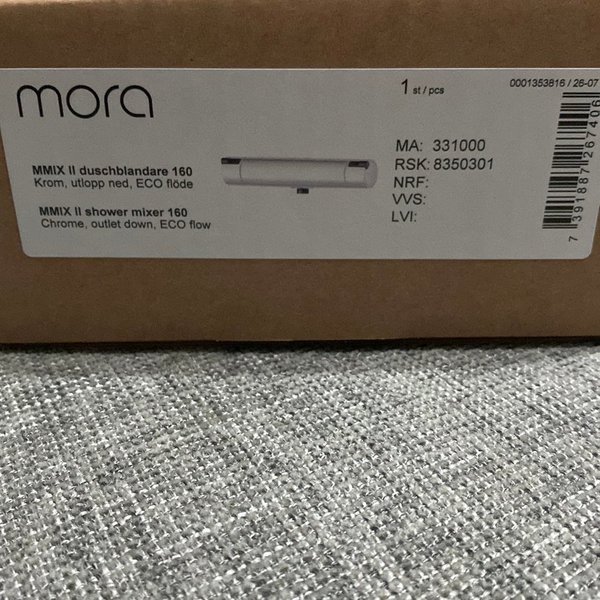 mora
1 st / pcs
0001353816 / 26-07
MMIX II duschblandare 160
Krom, utlopp ned, ECO flöde
MMIX II shower mixer 160
Chrome, outlet down, ECO flow
MA: 331000
RSK: 8350301
NRF:
VVS:
LVI:
7 391887 267406